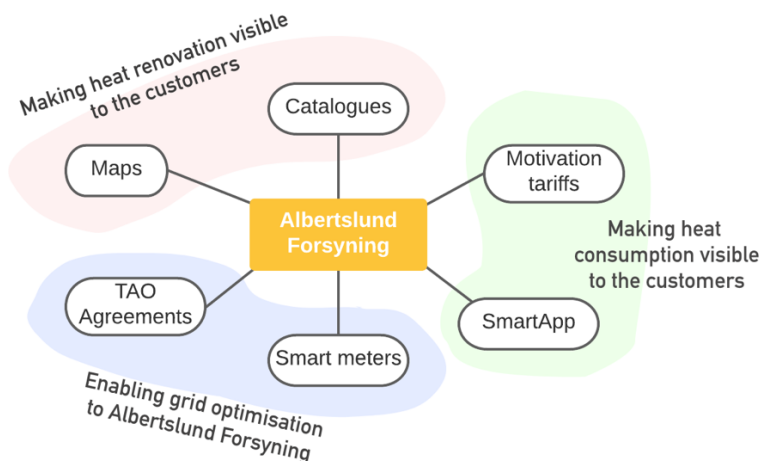 Making heat renovation visible
to the customers
Catalogues
Maps
Motivation
tariffs
Albertslund
Forsyning
Making heat
consumption visible
to the customers
TAO
Agreements
SmartApp
Smart meters
Enabling grid optimisation
to Albertslund Forsyning